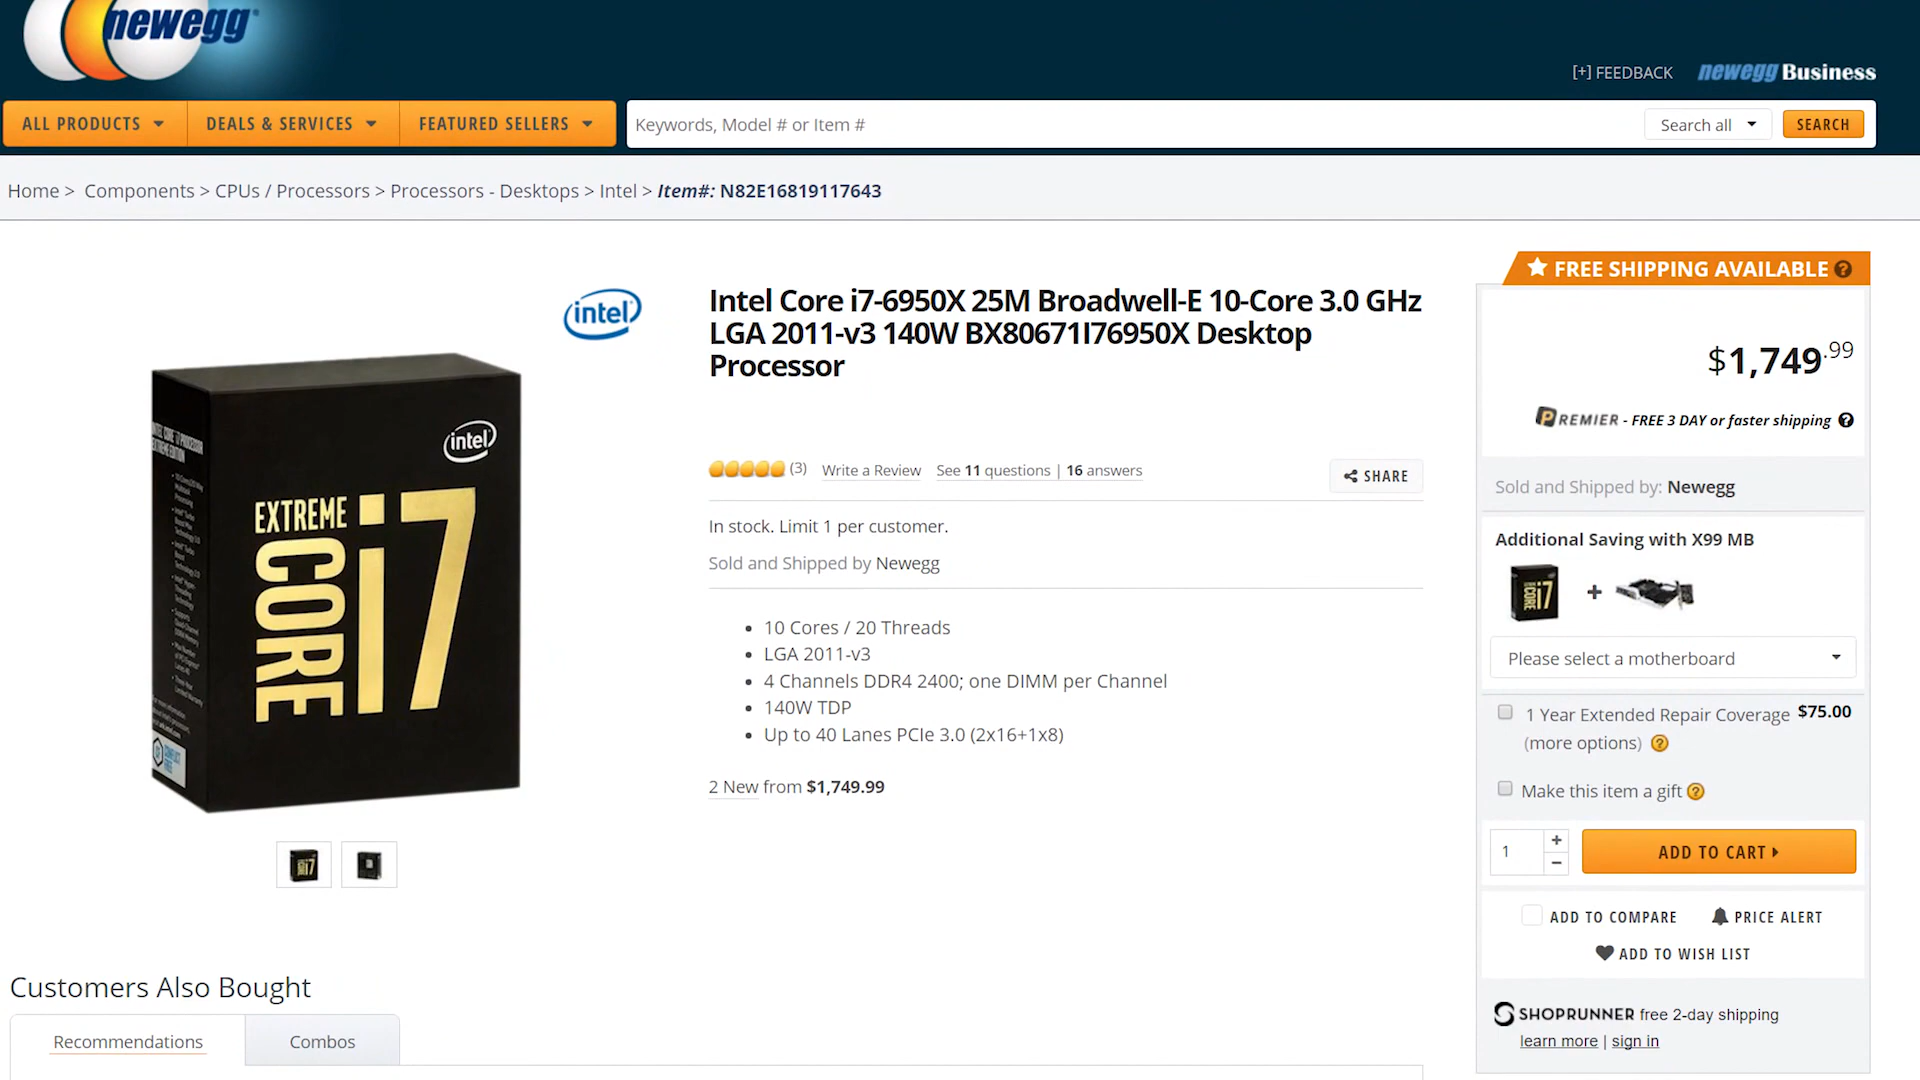 newegg
[+] FEEDBACK
newegg Business
ALL PRODUCTS
DEALS & SERVICES
FEATURED SELLERS
Keywords, Model # or Item #
Search all
SEARCH
Home > Components > CPUs / Processors > Processors - Desktops > Intel > Item#: N82E16819117643
intel
intel
EXTREME
CORE
i7
Intel Core i7-6950X 25M Broadwell-E 10-Core 3.0 GHz
LGA 2011-v3 140W BX80671I76950X Desktop
Processor
(3)
Write a Review
See 11 questions | 16 answers
SHARE
In stock. Limit 1 per customer.
Sold and Shipped by Newegg
10 Cores / 20 Threads
LGA 2011-v3
4 Channels DDR4 2400; one DIMM per Channel
140W TDP
Up to 40 Lanes PCIe 3.0 (2x16+1x8)
2 New from $1,749.99
FREE SHIPPING AVAILABLE
$1,749.99
PREMIER - FREE 3 DAY or faster shipping
Sold and Shipped by: Newegg
Additional Saving with X99 MB
+
Please select a motherboard
1 Year Extended Repair Coverage $75.00
(more options)
Make this item a gift
1
ADD TO CART
ADD TO COMPARE
PRICE ALERT
ADD TO WISH LIST
SHOPRUNNER free 2-day shipping
learn more | sign in
Customers Also Bought
Recommendations
Combos